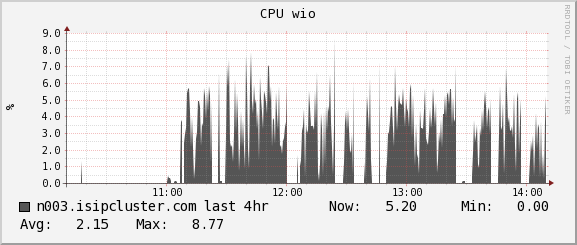 CPU wio
RRDTOOL / TOBI OETIKER
9.0
8.0
7.0
6.0
5.0
4.0
3.0
2.0
1.0
0.0
%
11:00 12:00 13:00 14:00
n003.isipcluster.com last 4hr Now: 5.20 Min: 0.00
Avg: 2.15 Max: 8.77